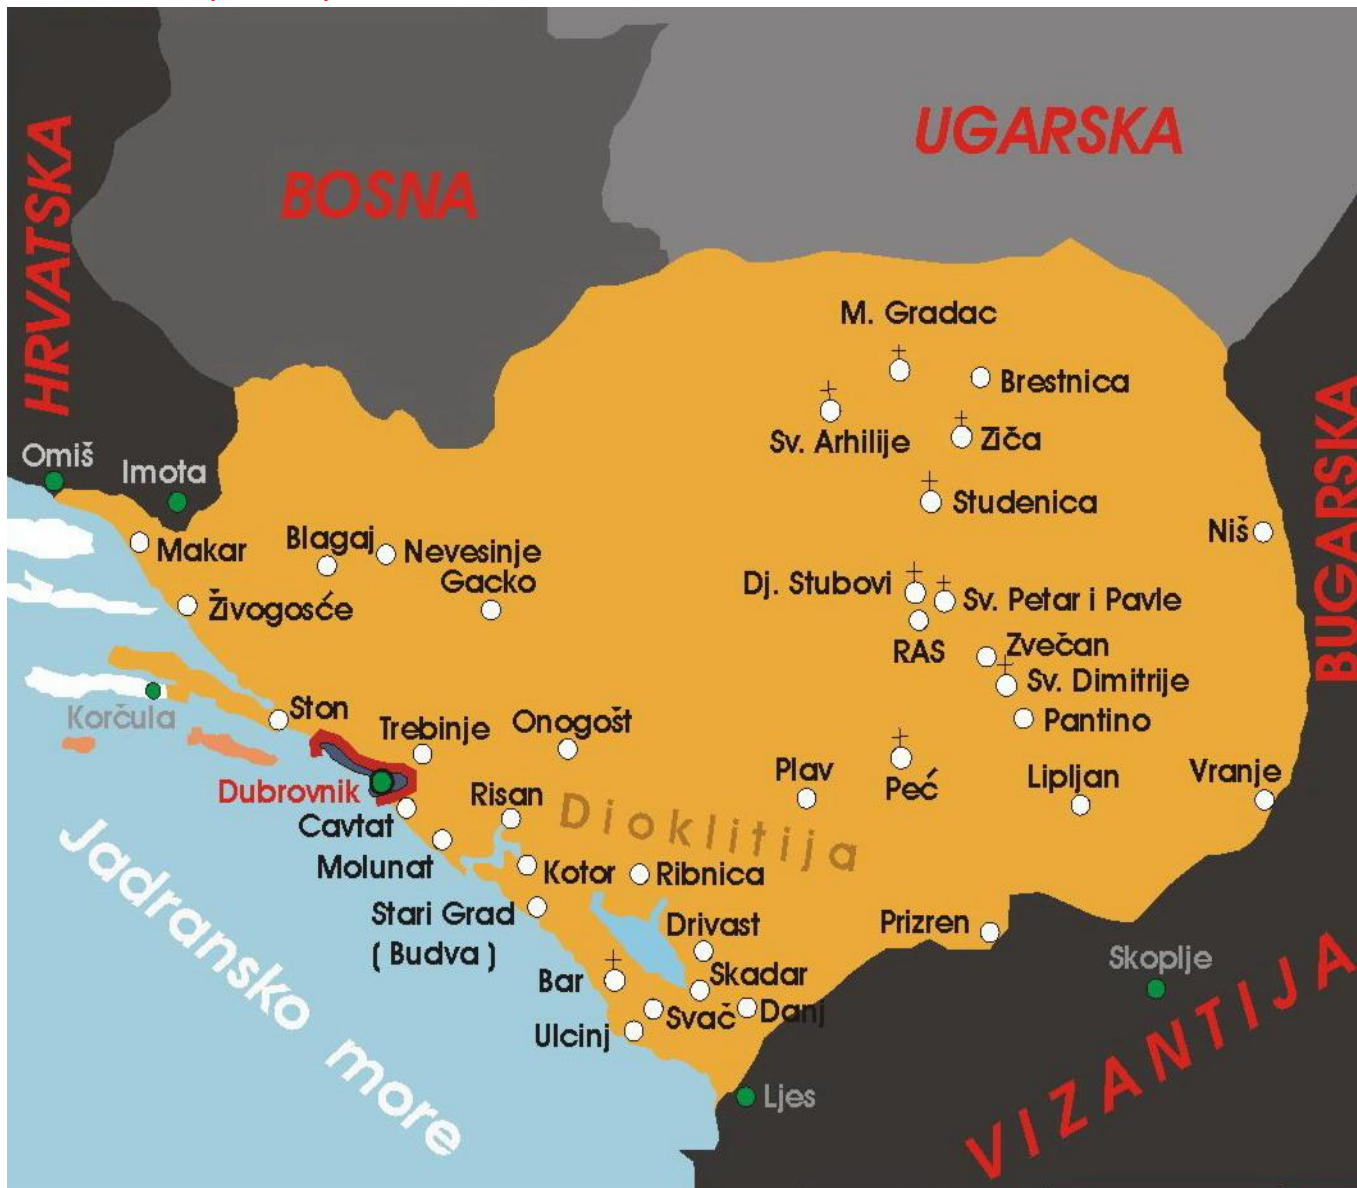 UGARSKA
BOSNA
HRVATSKA
M. Gradac
Brestnica
BUGARSKA
Sv. Arhilije
Ziča
Omiš
Imota
Studenica
Niš
Makar
Blagaj
Nevesinje
Gacko
Dj. Stubovi
Sv. Petar i Pavle
Živogosće
RAS
Zvečan
Sv. Dimitrije
Korčula
Ston
Trebinje
Onogošt
Pantino
Plav
Peć
Lipljan
Vranje
Dubrovnik
Risan
Dioklitija
Cavtat
Molunat
Kotor
Ribnica
Jadransko more
Stari Grad
( Budva )
Drivast
Prizren
Skoplje
Bar
Skadar
Svač
Danj
Ulcinj
VIZANTIJA
Ljes